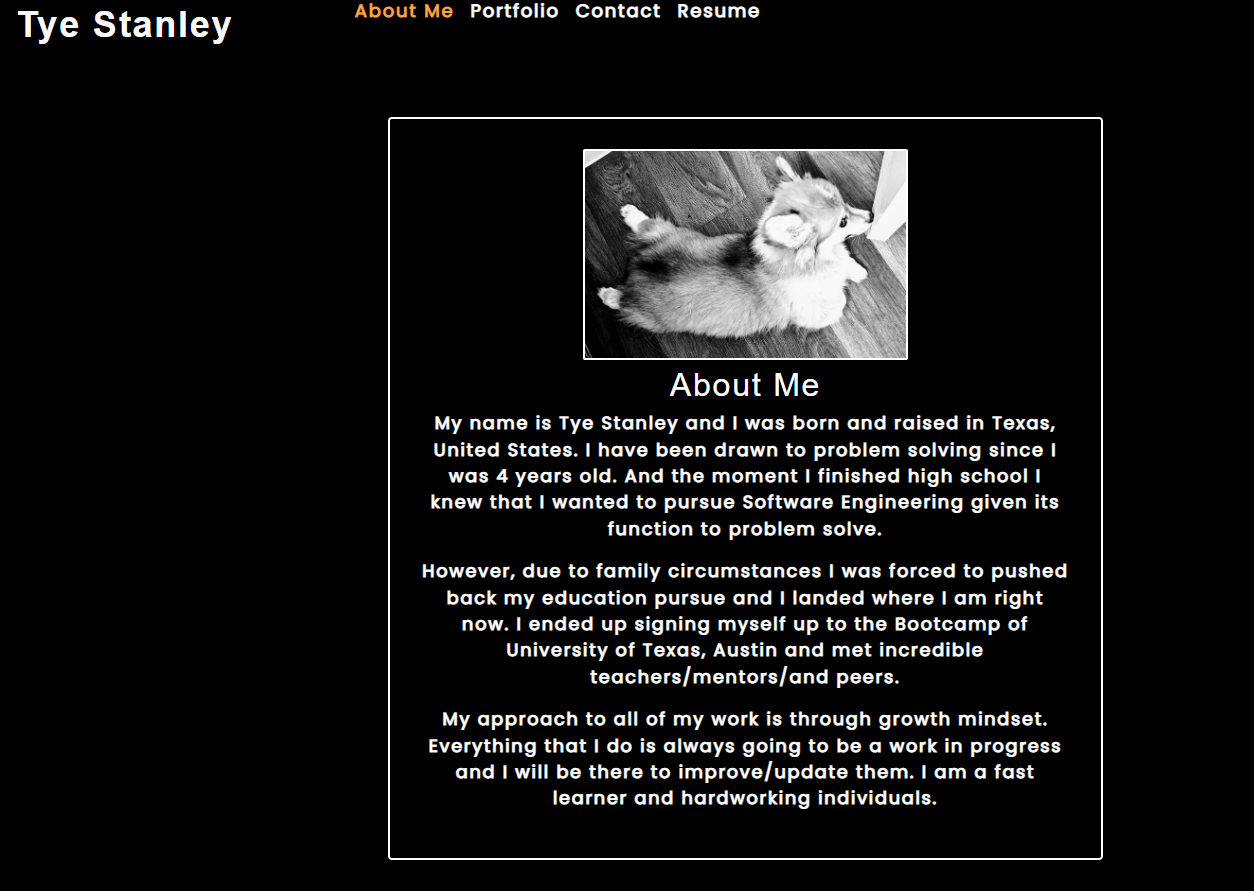 Tye Stanley
About Me Portfolio Contact Resume
About Me
My name is Tye Stanley and I was born and raised in Texas,
United States. I have been drawn to problem solving since I
was 4 years old. And the moment I finished high school I
knew that I wanted to pursue Software Engineering given its
function to problem solve.
However, due to family circumstances I was forced to pushed
back my education pursue and I landed where I am right
now. I ended up signing myself up to the Bootcamp of
University of Texas, Austin and met incredible
teachers/mentors/and peers.
My approach to all of my work is through growth mindset.
Everything that I do is always going to be a work in progress
and I will be there to improve/update them. I am a fast
learner and hardworking individuals.